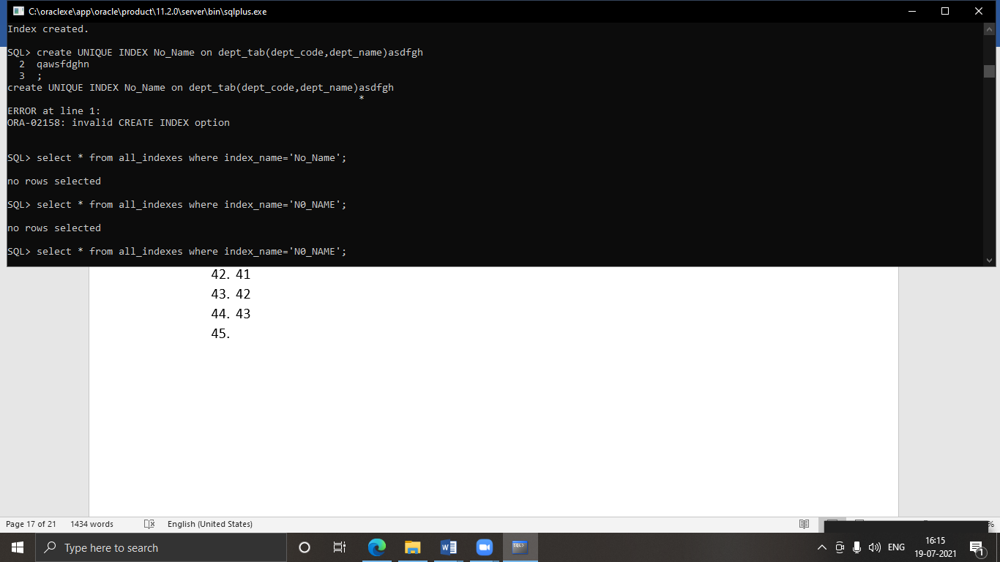 C:\oraclexe\app\oracle\product\11.2.0\server\bin\sqlplus.exe
Index created.
SQL> create UNIQUE INDEX No_Name on dept_tab(dept_code,dept_name)asdfgh
2 qawsfdghn
3 ;
create UNIQUE INDEX No_Name on dept_tab(dept_code,dept_name)asdfgh
*
ERROR at line 1:
ORA-02158: invalid CREATE INDEX option
SQL> select * from all_indexes where index_name='No_Name';
no rows selected
SQL> select * from all_indexes where index_name='N0_NAME';
no rows selected
SQL> select * from all_indexes where index_name='N0_NAME';
42. 41
43. 42
44. 43
45.
Page 17 of 21 1434 words English (United States) %
Type here to search
ENG
16:15
19-07-2021
1